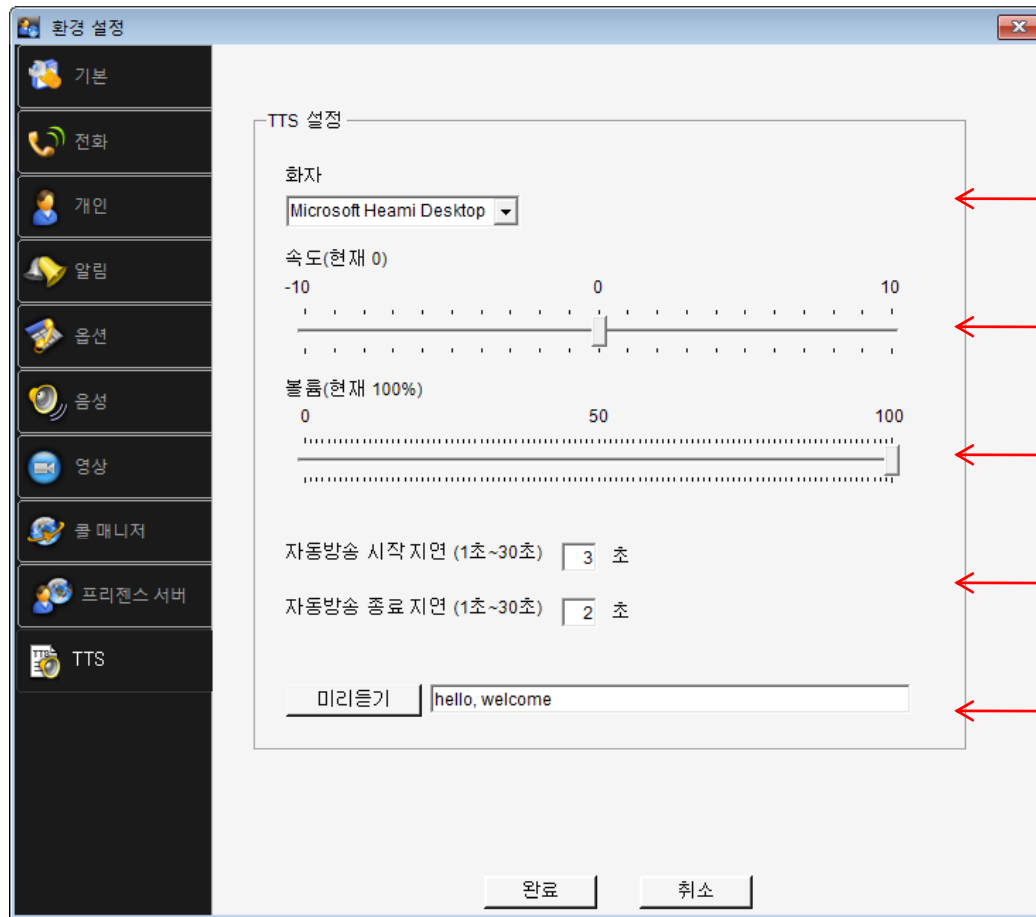 환경 설정
기본
전화
개인
알림
옵션
음성
영상
콜 매니저
프리젠스 서버
TTS
TTS 설정
화자
Microsoft Heami Desktop
속도(현재 0)
-10 0 10
볼륨(현재 100%)
0 50 100
자동방송 시작 지연 (1초~30초) 3 초
자동방송 종료 지연 (1초~30초) 2 초
미리듣기 hello, welcome
완료 취소